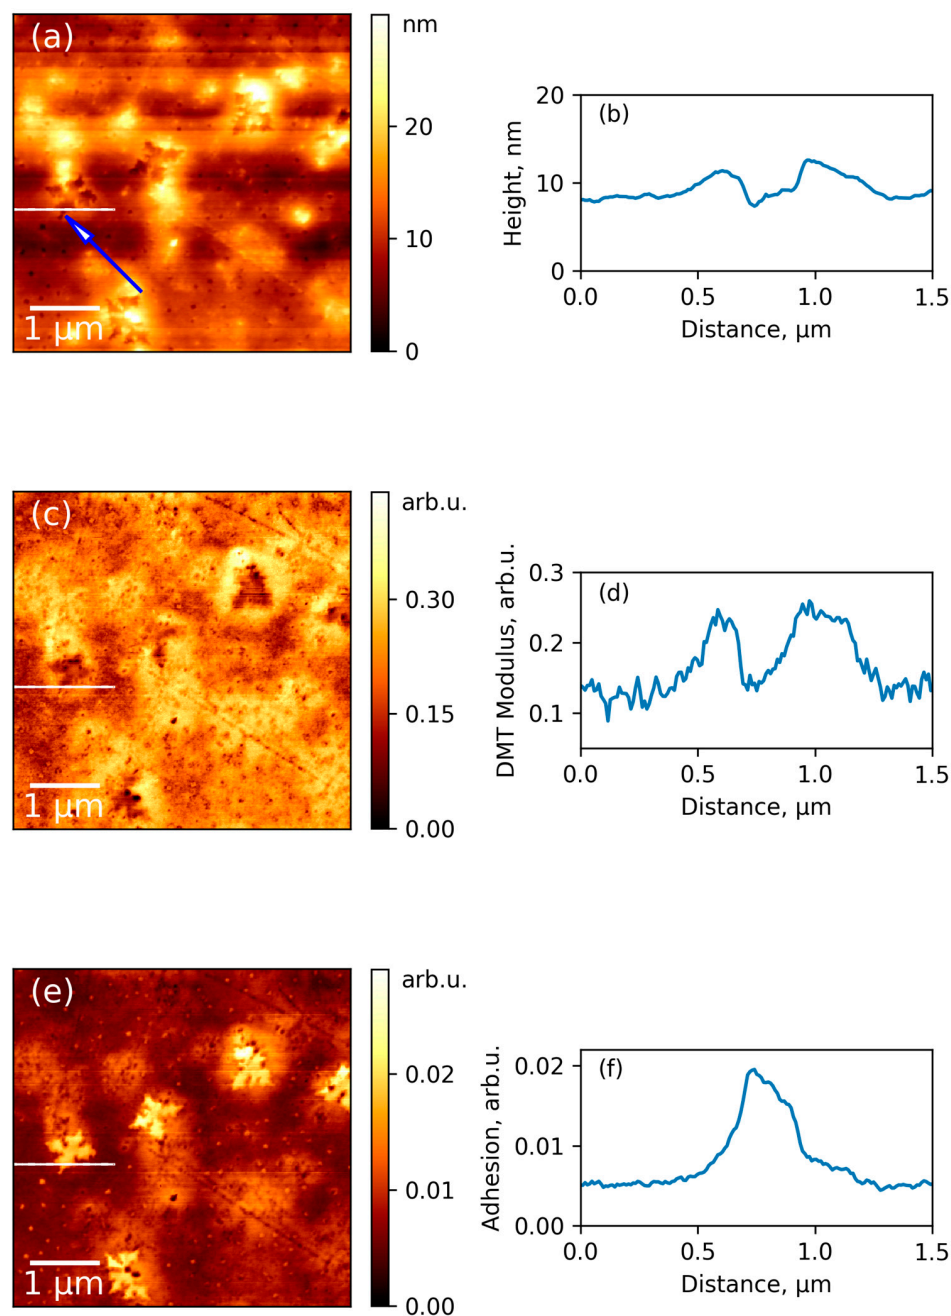 (a)
nm
20
10
0
1 μm
(b)
20
10
0
Height, nm
0.0 0.5 1.0 1.5
Distance, μm
(c)
arb.u.
0.30
0.15
0.00
1 μm
(d)
0.3
0.2
0.1
DMT Modulus, arb.u.
0.0 0.5 1.0 1.5
Distance, μm
(e)
arb.u.
0.02
0.01
0.00
1 μm
(f)
0.02
0.01
0.00
Adhesion, arb.u.
0.0 0.5 1.0 1.5
Distance, μm